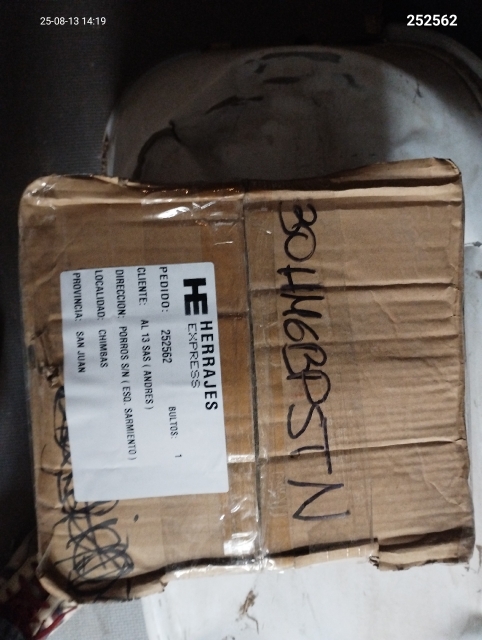 25-08-13 14:19
252562
HE HERRAJES
EXPRESS
PEDIDO: 252562 BULTOS: 1
CLIENTE: AL 13 SAS ( ANDRES )
DIRECCION: PORROS S/N ( ESQ. SARMIENTO )
LOCALIDAD: CHIMBAS
PROVINCIA: SAN JUAN
30HN6BPST N